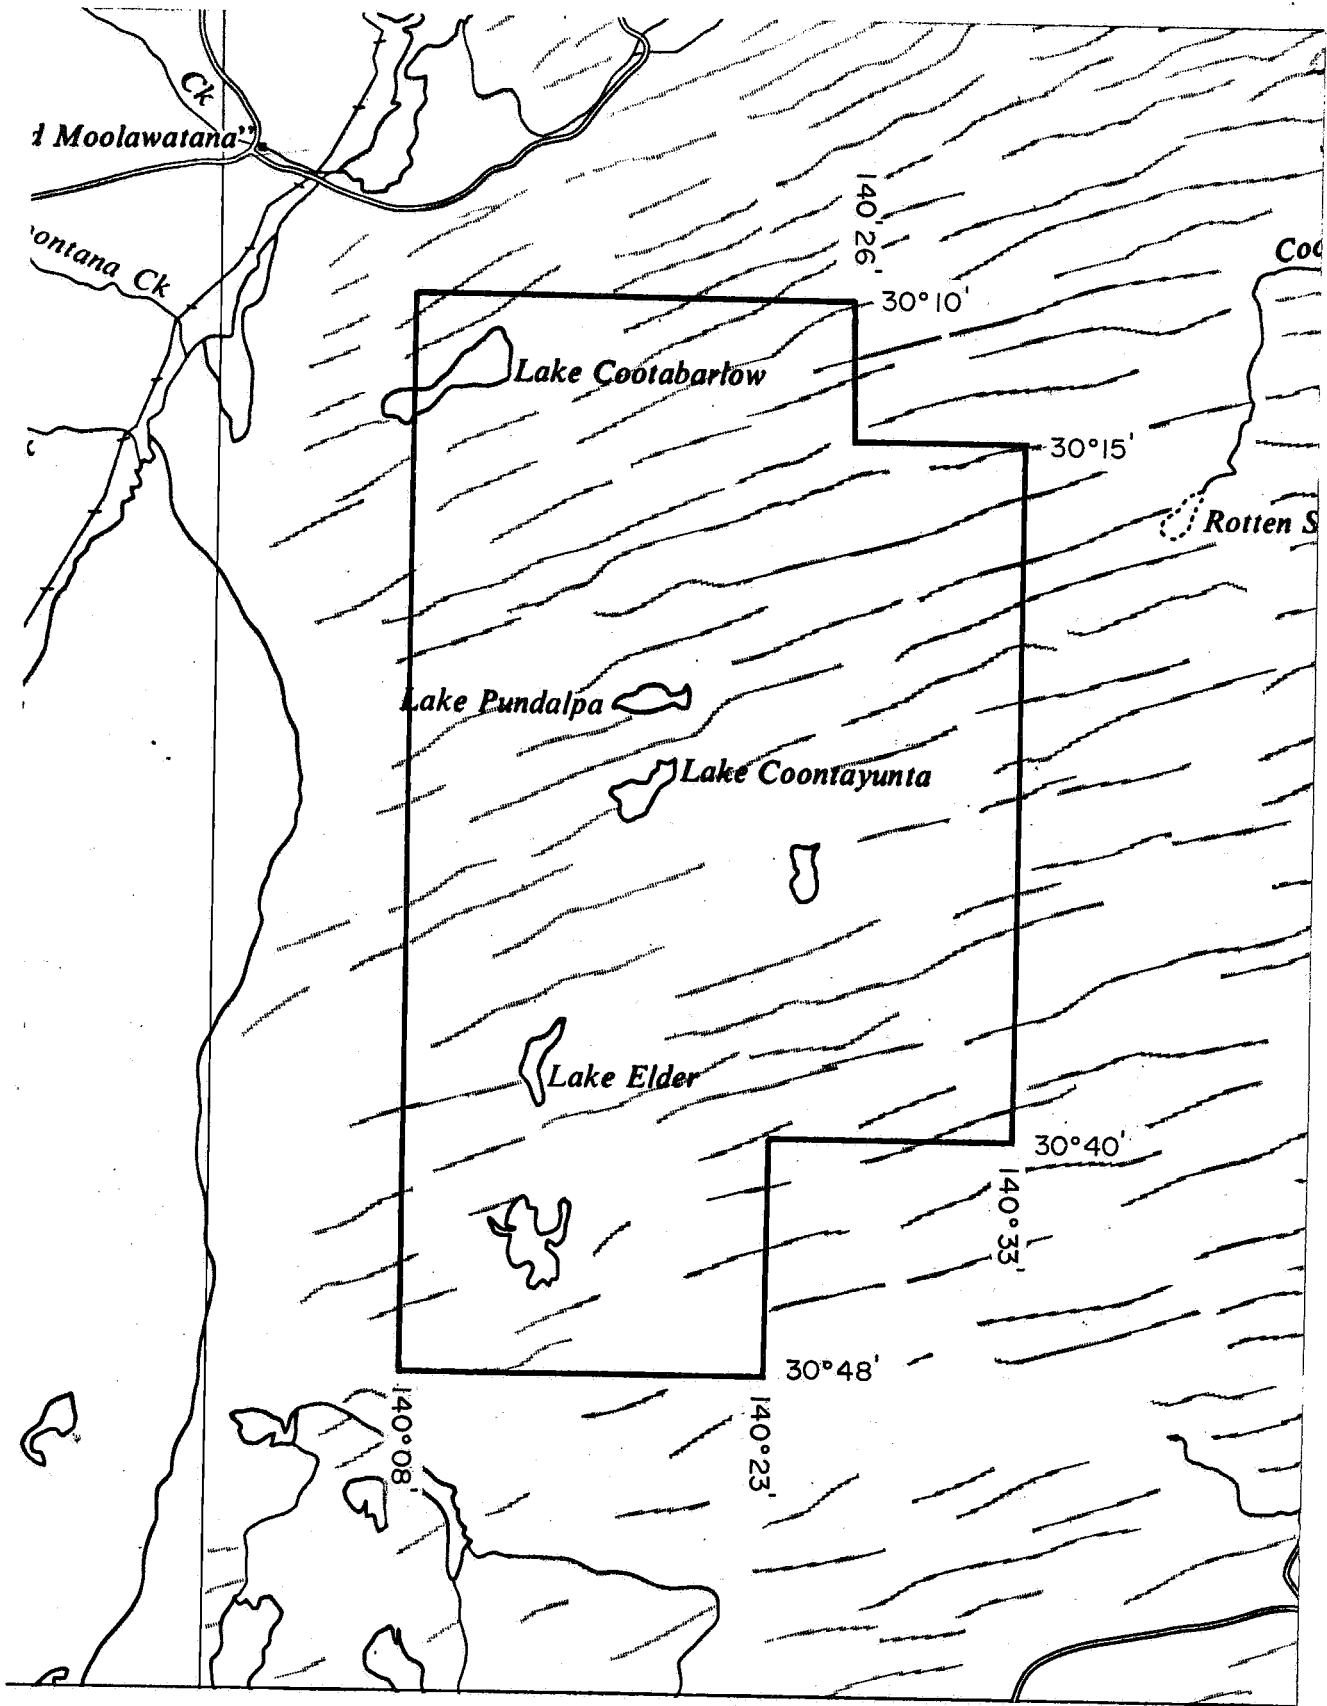 Ck
Moolawatana"
ontana Ck
140°26'
30°10'
Coo
Lake Cootabarlow
30°15'
Rotten S
Lake Pundalpa
Lake Coontayunta
Lake Elder
30°40'
140°33'
30°48'
140°08'
140°23'